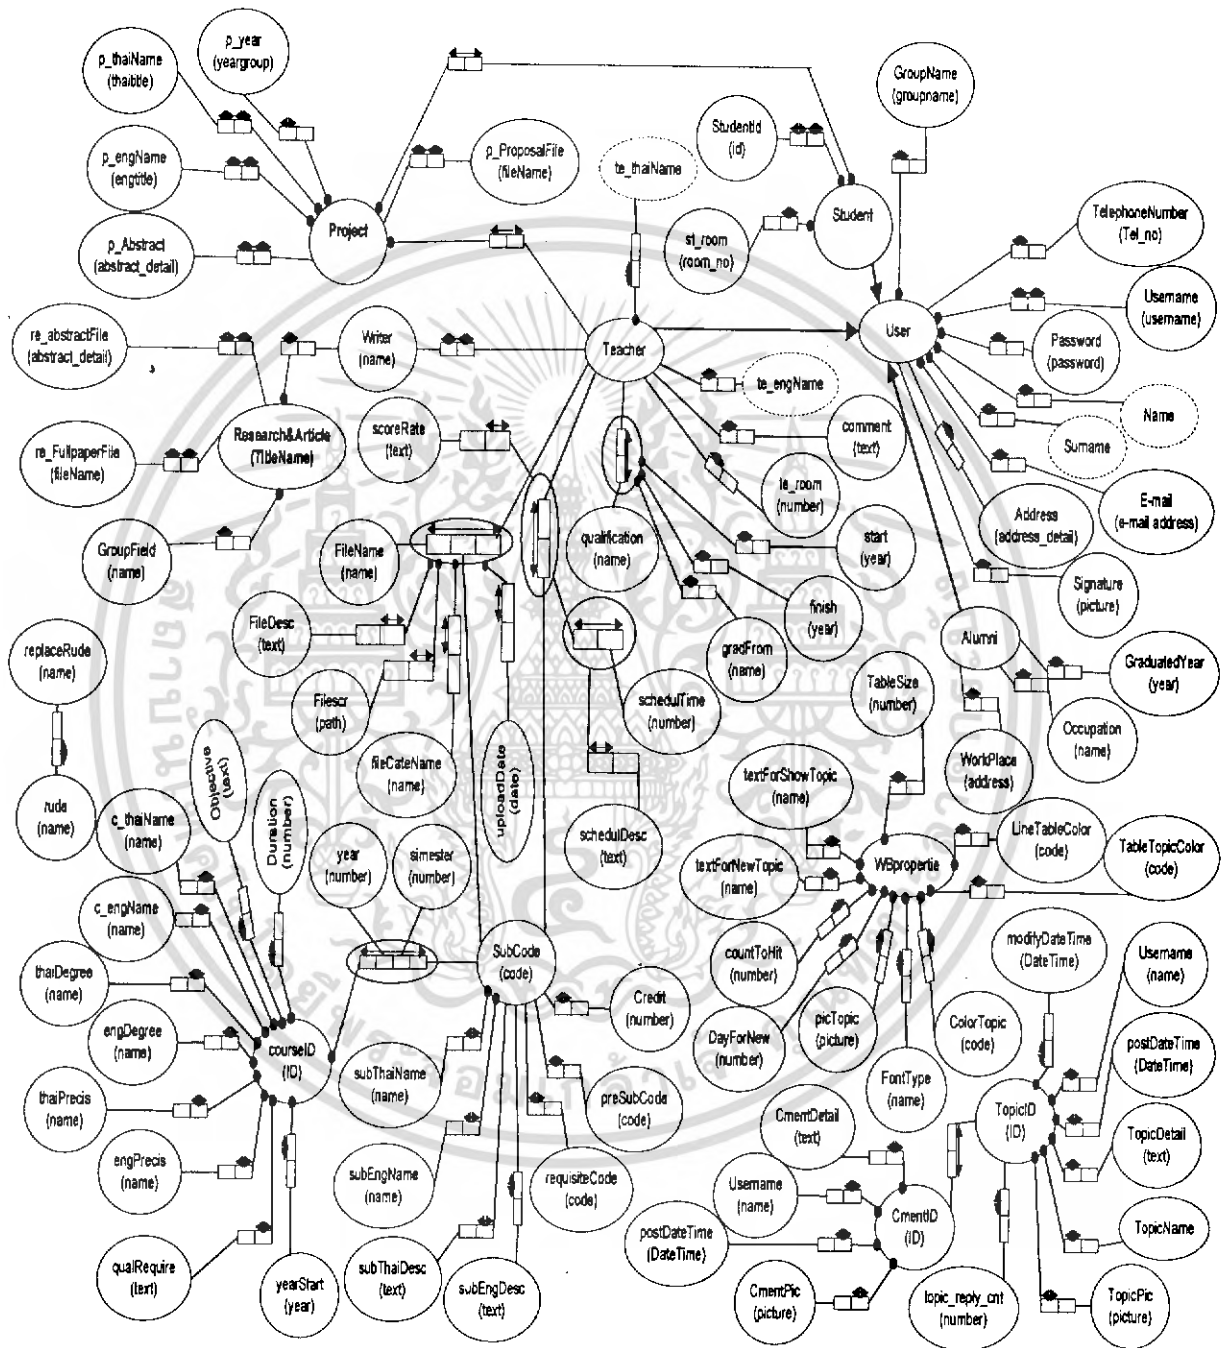 p_year
(yeargroup)
p_thaiName
(thaititle)
p_engName
(engtitle)
p_Abstract
(abstract_detail)
p_ProposalFile
(fileName)
Project
te_thaiName
StudentId
(id)
st_room
(room_no)
Student
GroupName
(groupname)
TelephoneNumber
(Tel_no)
Username
(username)
User
Password
(password)
Name
Surname
E-mail
(e-mail address)
Address
(address_detail)
Signature
(picture)
re_abstractFile
(abstract_detail)
Writer
(name)
Teacher
te_engName
comment
(text)
te_room
(number)
start
(year)
finish
(year)
gradFrom
(name)
qualification
(name)
scoreRate
(text)
Research&Article
(TitleName)
re_FullpaperFile
(fileName)
GroupField
(name)
FileName
(name)
FileDesc
(text)
Filescr
(path)
fileCateName
(name)
uploadDate
(date)
schedulTime
(number)
schedulDesc
(text)
Alumni
GraduatedYear
(year)
Occupation
(name)
WorkPlace
(address)
replaceRude
(name)
rude
(name)
Objective
(text)
Duration
(number)
c_thaiName
(name)
c_engName
(name)
thaiDegree
(name)
engDegree
(name)
thaiPrecis
(name)
engPrecis
(name)
qualRequire
(text)
yearStart
(year)
courseID
(ID)
year
(number)
simester
(number)
SubCode
(code)
Credit
(number)
preSubCode
(code)
requisiteCode
(code)
subThaiName
(name)
subEngName
(name)
subThaiDesc
(text)
subEngDesc
(text)
TableSize
(number)
textForShowTopic
(name)
textForNewTopic
(name)
WBpropertie
LineTableColor
(code)
TableTopicColor
(code)
countToHit
(number)
DayForNew
(number)
picTopic
(picture)
FontType
(name)
ColorTopic
(code)
modifyDateTime
(DateTime)
Username
(name)
postDateTime
(DateTime)
TopicID
(ID)
TopicDetail
(text)
TopicName
TopicPic
(picture)
topic_reply_cnt
(number)
CmentDetail
(text)
Username
(name)
CmentID
(ID)
postDateTime
(DateTime)
CmentPic
(picture)